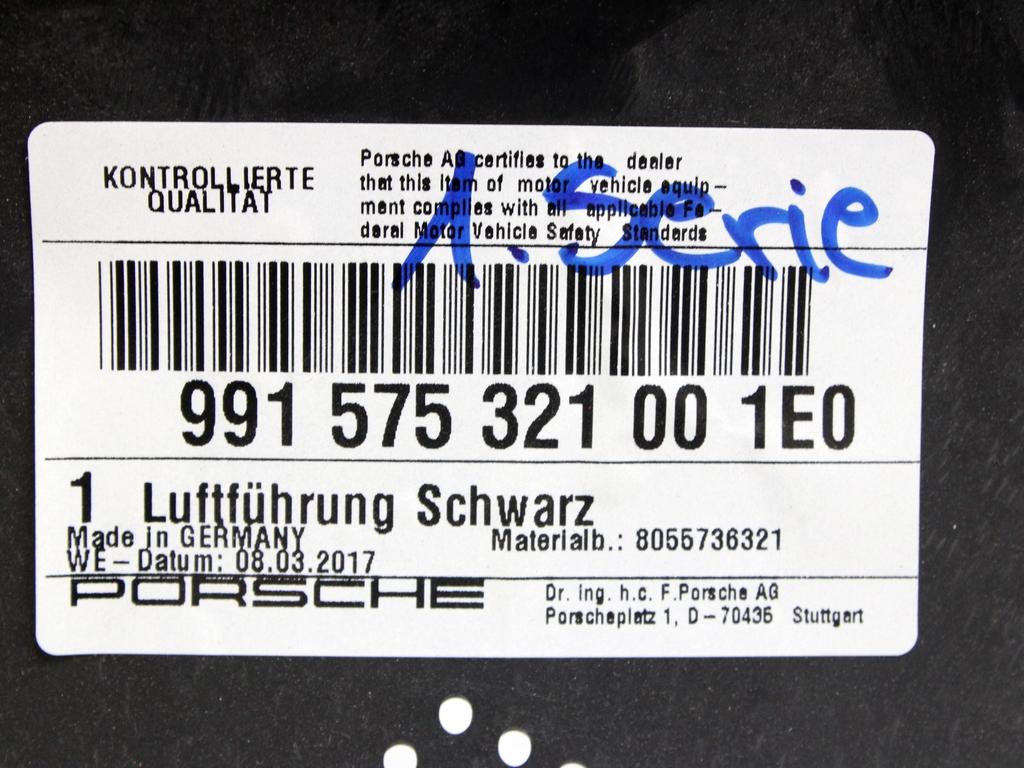 KONTROLLIERTE
QUALITÄT
Porsche AG certifies to the dealer
that this item of motor vehicle equip-
ment complies with all applicable Fe-
deral Motor Vehicle Safety Standards
1. Serie
991 575 321 00 1E0
1 Luftführung Schwarz
Made in GERMANY
Materialb.: 8055736321
WE-Datum: 08.03.2017
PORSCHE
Dr. ing. h.c. F.Porsche AG
Porscheplatz 1, D-70435 Stuttgart